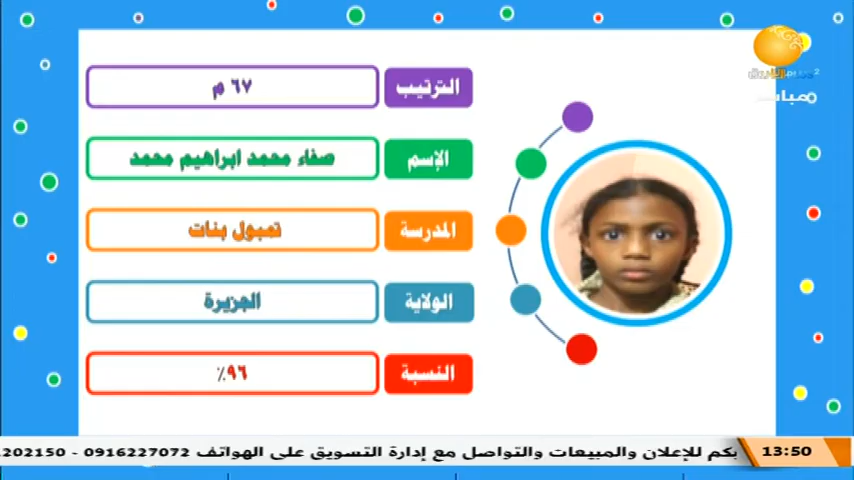 مباشر
الترتيب ٦٧ م
الإسم صفاء محمد ابراهيم محمد
المدرسة تمبول بنات
الولاية الجزيرة
النسبة ٩٦٪
13:50 بكم للإعلان والمبيعات والتواصل مع إدارة التسويق على الهواتف 0916227072 - 1202150